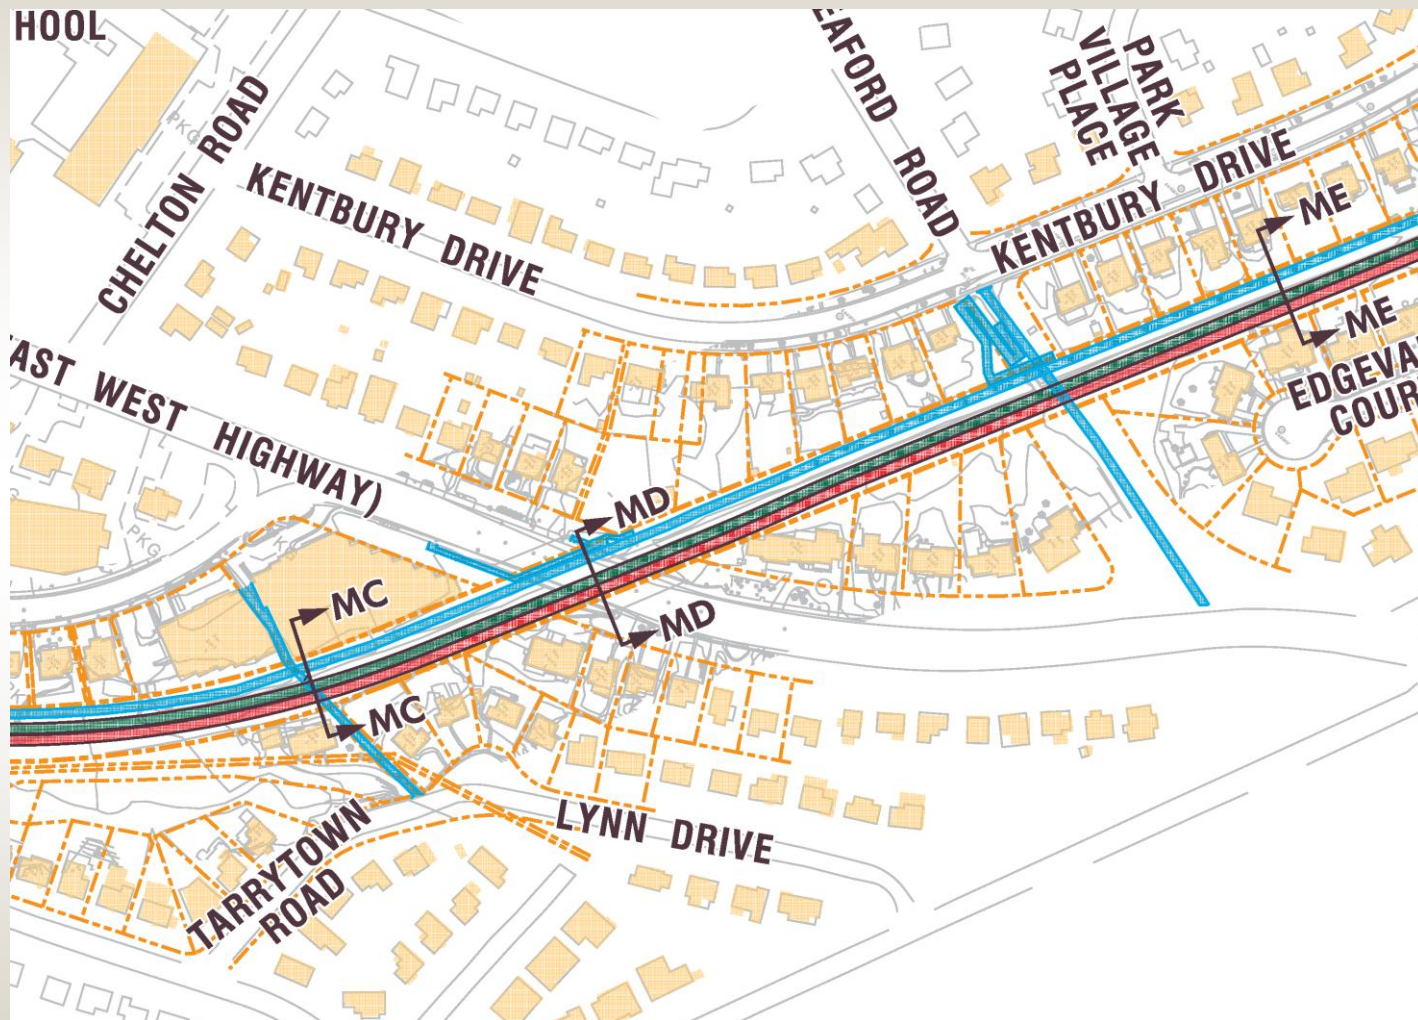 HOOL
CHELTON ROAD
KENTBURY DRIVE
EAFORD ROAD
PARK
VILLAGE
PLACE
KENTBURY DRIVE
PKG
EAST WEST HIGHWAY)
ME
ME
EDGEVA
COUR
MD
MD
PKG
MC
MC
LYNN DRIVE
TARRYTOWN
ROAD